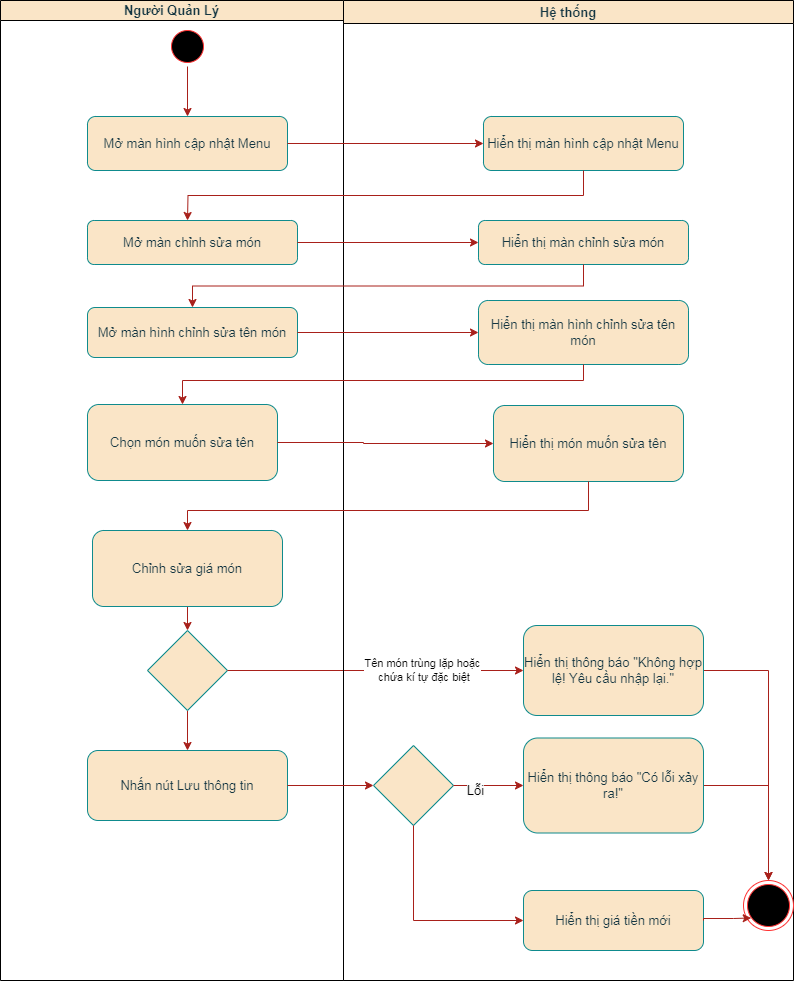 Người Quản Lý
Hệ thống
Mở màn hình cập nhật Menu
Hiển thị màn hình cập nhật Menu
Mở màn chỉnh sửa món
Hiển thị màn chỉnh sửa món
Mở màn hình chỉnh sửa tên món
Hiển thị màn hình chỉnh sửa tên
món
Chọn món muốn sửa tên
Hiển thị món muốn sửa tên
Chỉnh sửa giá món
Tên món trùng lặp hoặc
chứa kí tự đặc biệt
Hiển thị thông báo "Không hợp
lệ! Yêu cầu nhập lại."
Nhấn nút Lưu thông tin
Lỗi
Hiển thị thông báo "Có lỗi xảy
ra!"
Hiển thị giá tiền mới